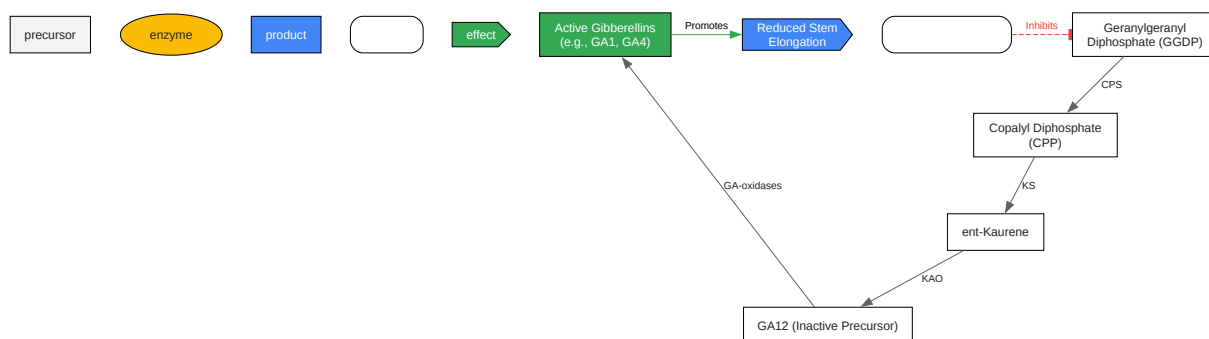 precursor
enzyme
product
effect
Active Gibberellins
(e.g., GA1, GA4)
Promotes
Reduced Stem
Elongation
Inhibits
Geranylgeranyl
Diphosphate (GGDP)
CPS
Copalyl Diphosphate
(CPP)
KS
ent-Kaurene
KAO
GA12 (Inactive Precursor)
GA-oxidases